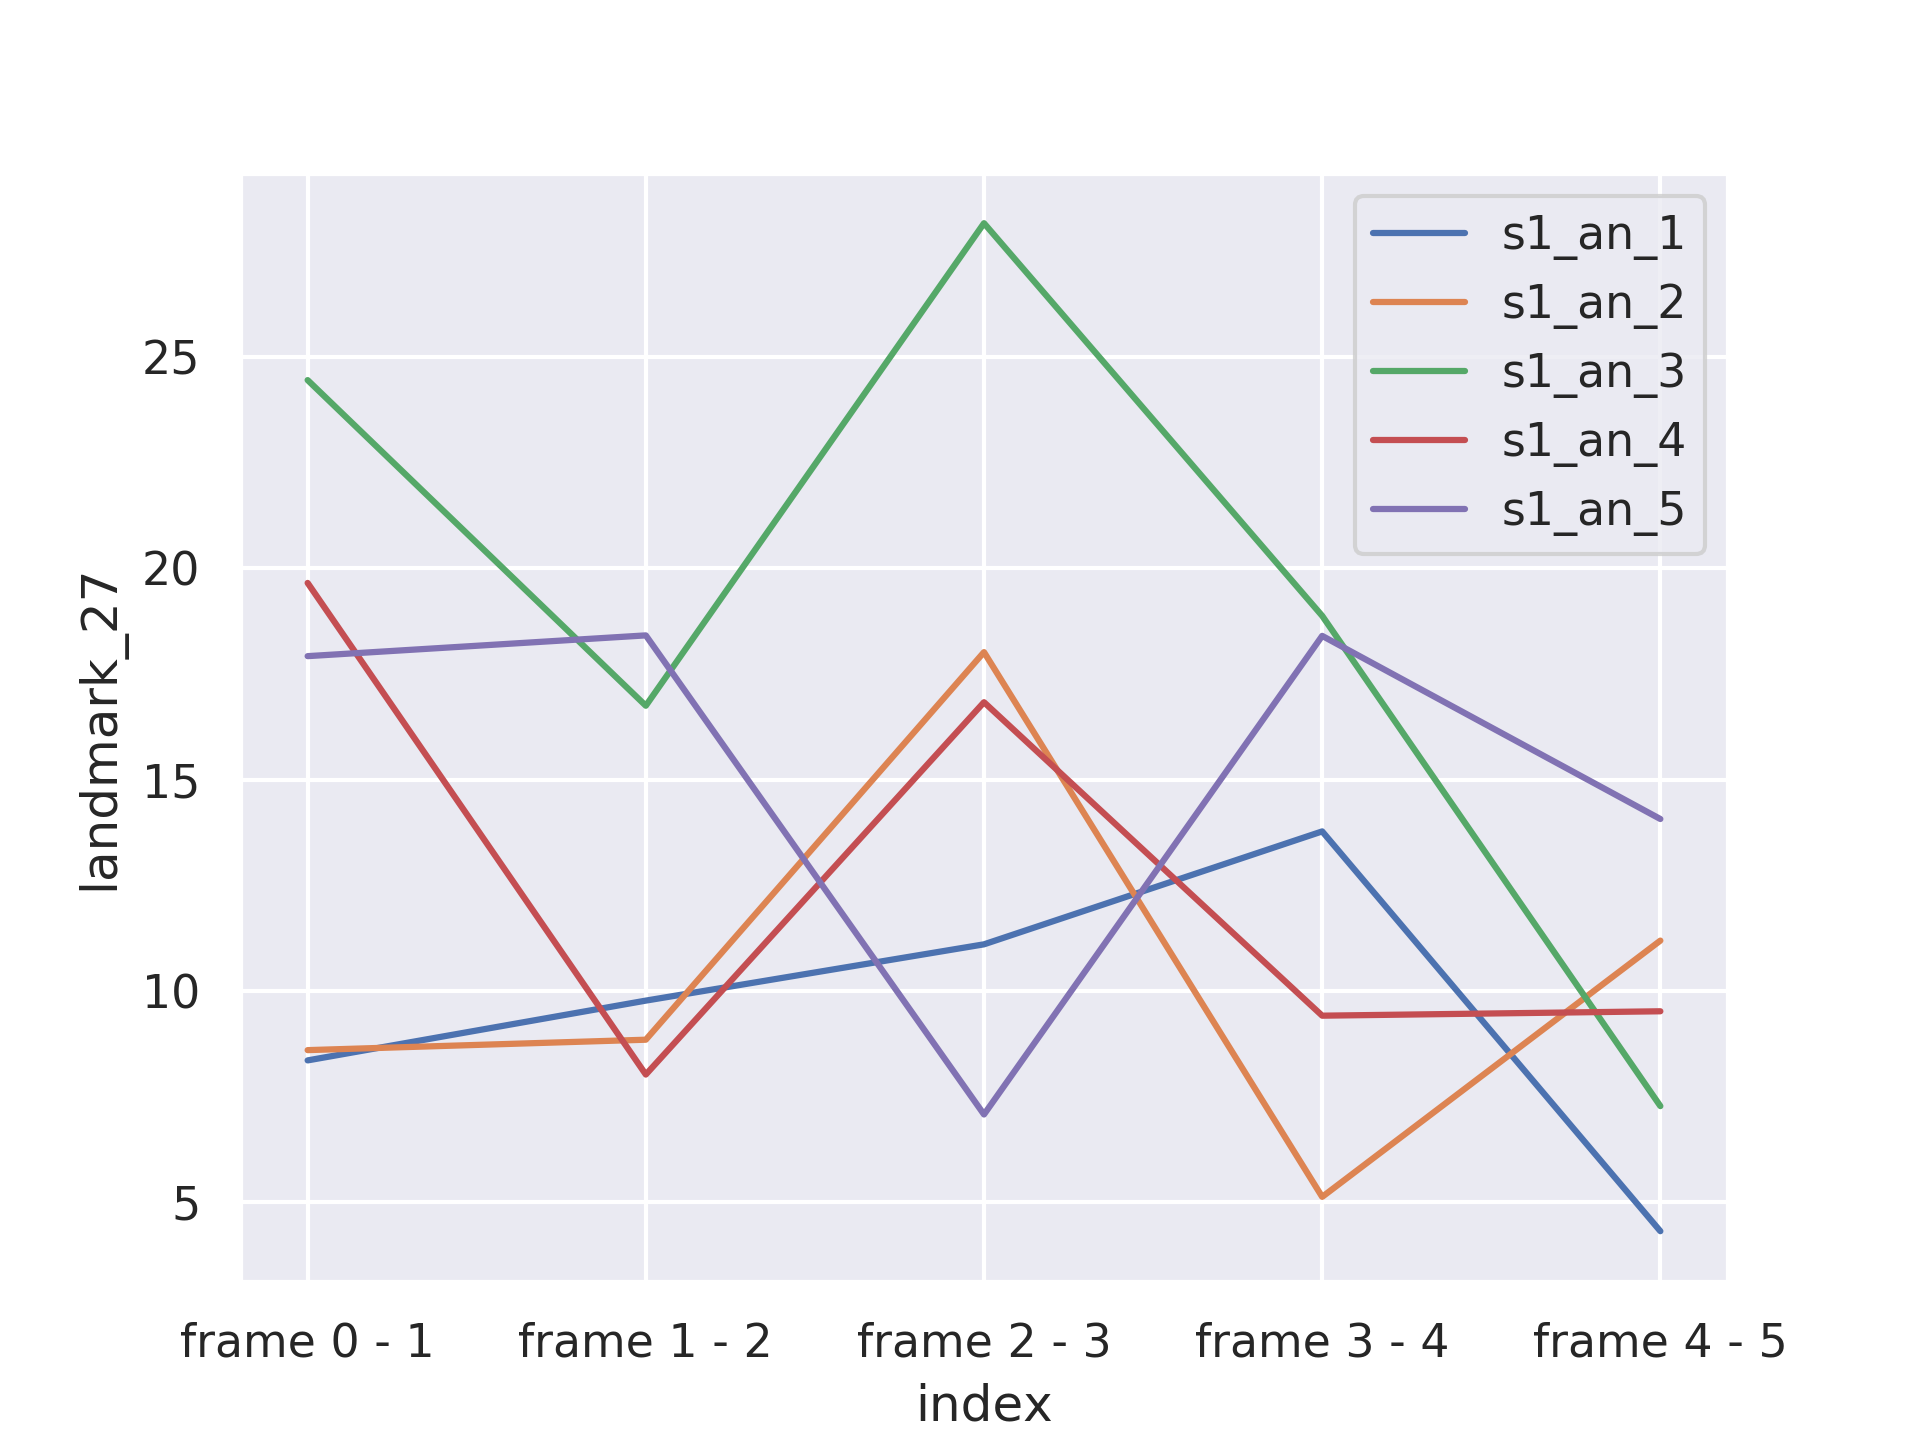 s1_an_1
s1_an_2
s1_an_3
s1_an_4
s1_an_5
landmark_27
25
20
15
10
5
frame 0 - 1
frame 1 - 2
frame 2 - 3
frame 3 - 4
frame 4 - 5
index